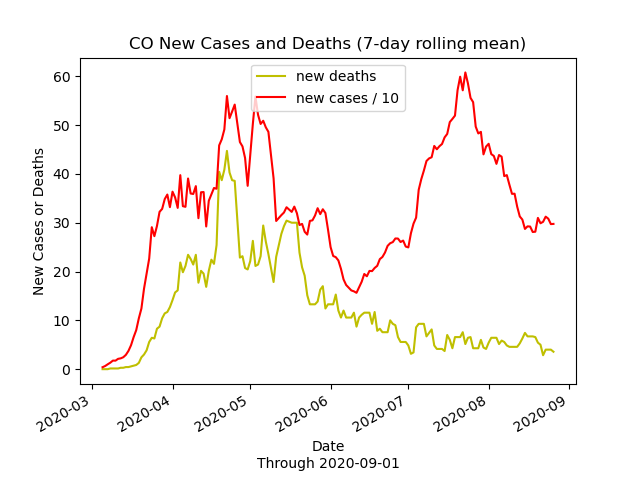 CO New Cases and Deaths (7-day rolling mean)
new deaths
new cases / 10
New Cases or Deaths
60
50
40
30
20
10
0
2020-03
2020-04
2020-05
2020-06
2020-07
2020-08
2020-09
Date
Through 2020-09-01